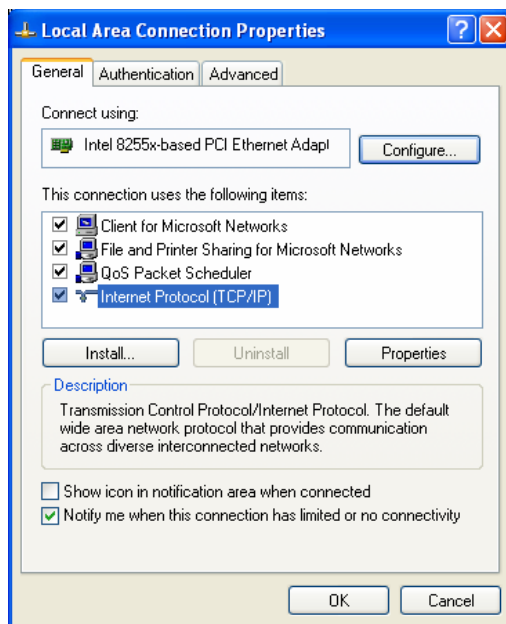 Local Area Connection Properties
General
Authentication
Advanced
Connect using:
Intel 8255x-based PCI Ethernet Adapt
Configure...
This connection uses the following items:
Client for Microsoft Networks
File and Printer Sharing for Microsoft Networks
QoS Packet Scheduler
Internet Protocol (TCP/IP)
Install...
Uninstall
Properties
Description
Transmission Control Protocol/Internet Protocol. The default
wide area network protocol that provides communication
across diverse interconnected networks.
Show icon in notification area when connected
Notify me when this connection has limited or no connectivity
OK
Cancel